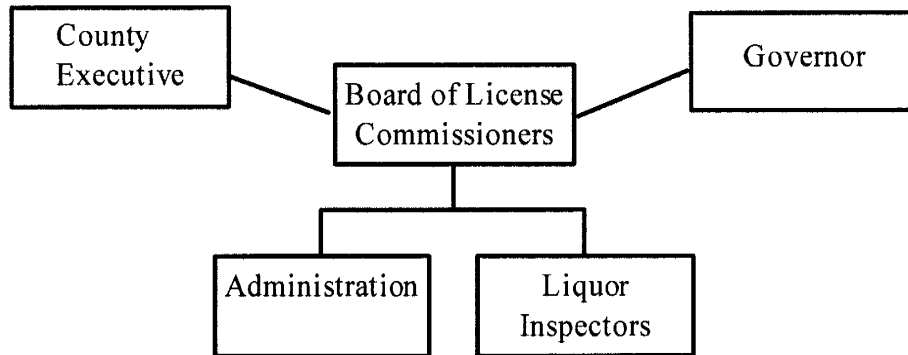 County
Executive
Governor
Board of License
Commissioners
Administration
Liquor
Inspectors